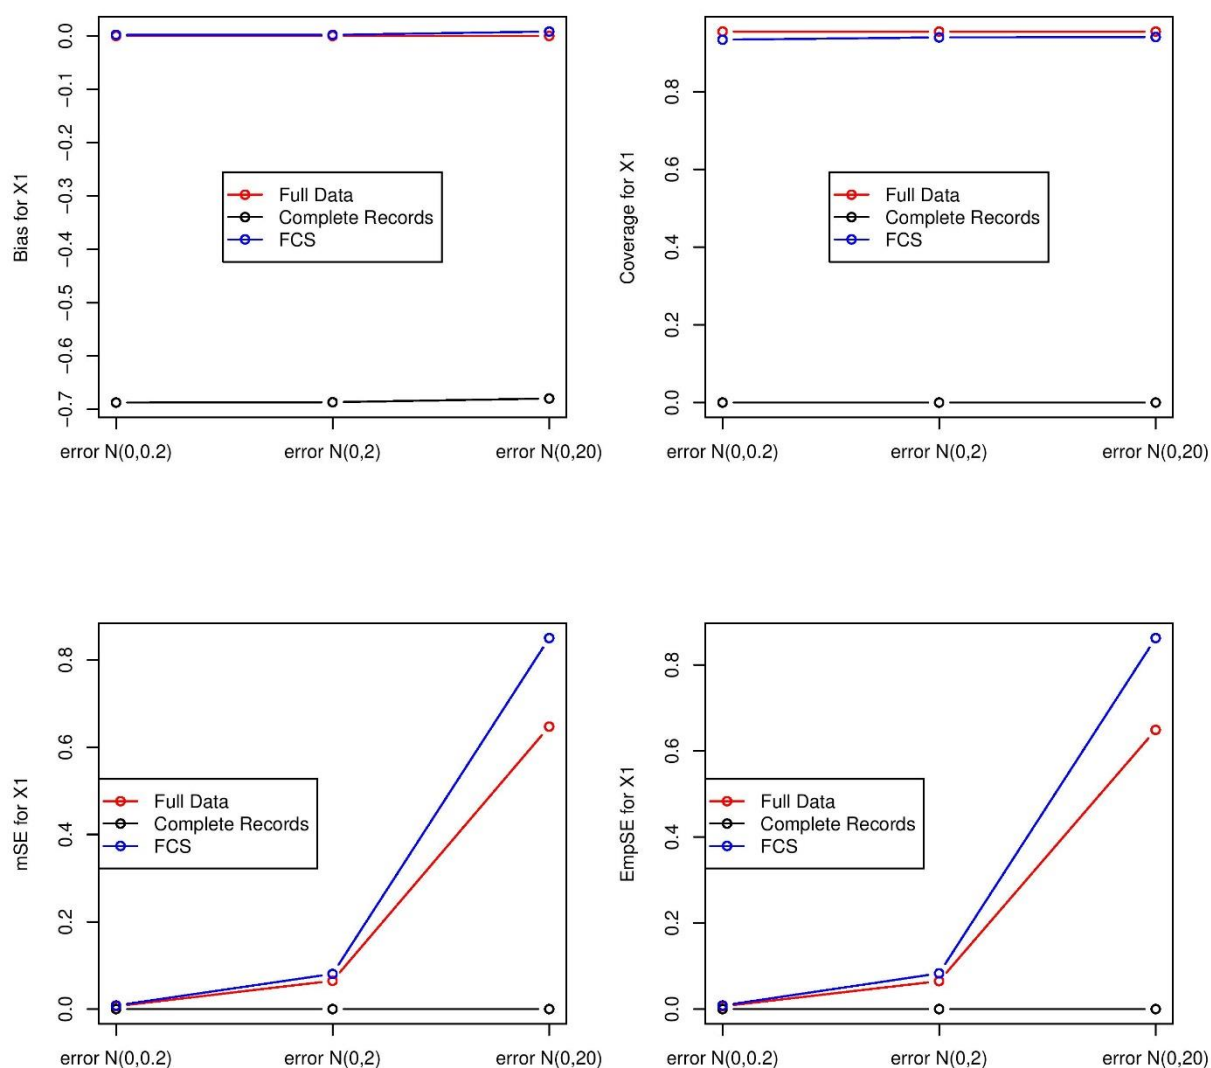 Bias for X1
0.0
−0.1
−0.2
−0.3
−0.4
−0.5
−0.6
−0.7
Full Data
Complete Records
FCS
error N(0,0.2)
error N(0,2)
error N(0,20)
Coverage for X1
0.8
0.6
0.4
0.2
0.0
Full Data
Complete Records
FCS
error N(0,0.2)
error N(0,2)
error N(0,20)
mSE for X1
0.8
0.6
0.4
0.2
0.0
Full Data
Complete Records
FCS
error N(0,0.2)
error N(0,2)
error N(0,20)
EmpSE for X1
0.8
0.6
0.4
0.2
0.0
Full Data
Complete Records
FCS
error N(0,0.2)
error N(0,2)
error N(0,20)